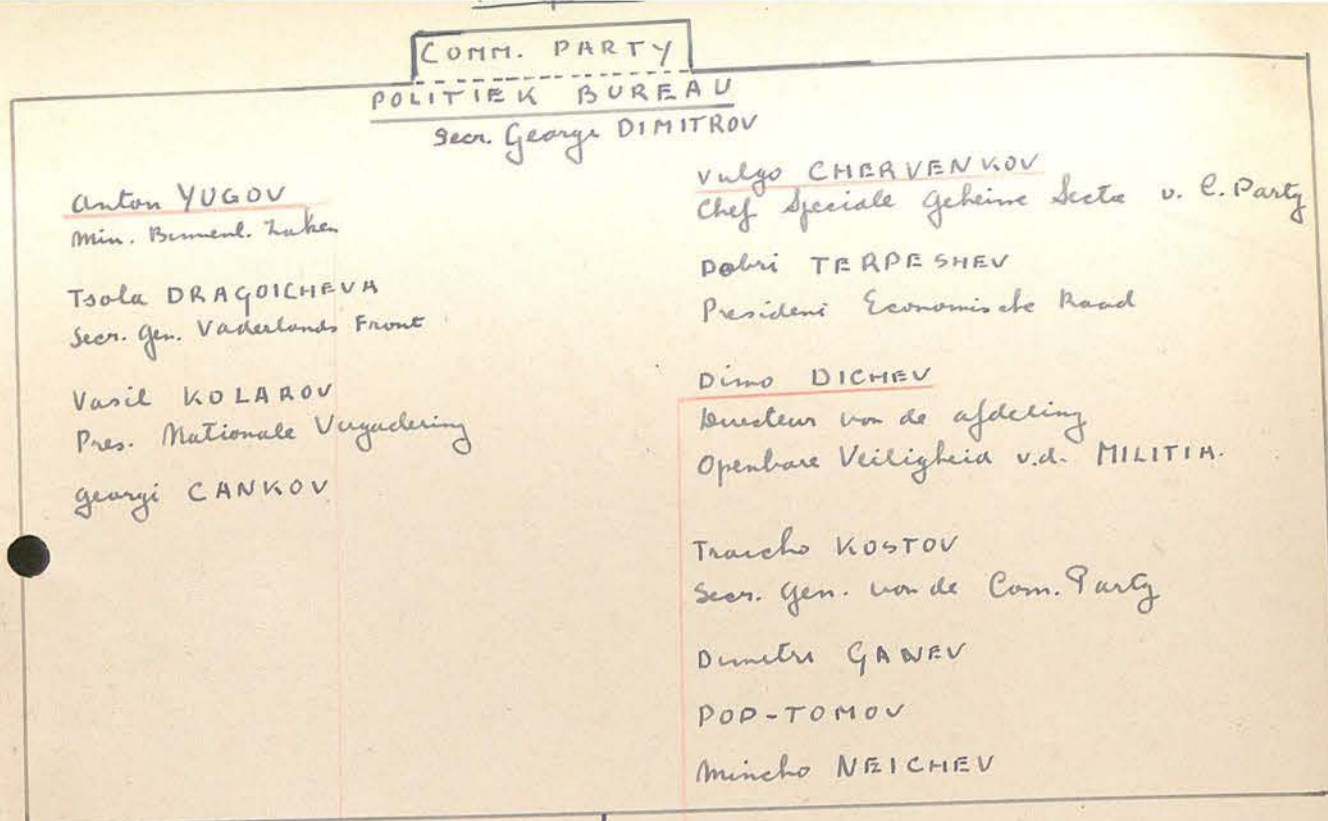 COMM. PARTY
POLITIEK BUREAU
Secr. George DIMITROV
Anton YUGOV
Min. Binnenl. Zaken
Tsola DRAGOICHEVA
Secr. Gen. Vaderlands Front
Vasil KOLAROV
Pres. Nationale Vergadering
Georgi CANKOV
Vulgo CHERVENKOV
Chef Speciale Geheime Sectie v. C. Party
Dobri TERPESHEV
President Economische Raad
Dimo DICHEV
Directeur van de afdeling
Openbare Veiligheid v.d. MILITIA.
Traicho KOSTOV
Secr. Gen. van de Com. Party
Dimitri GANEV
POP-TOMOV
Mincho NEICHEV